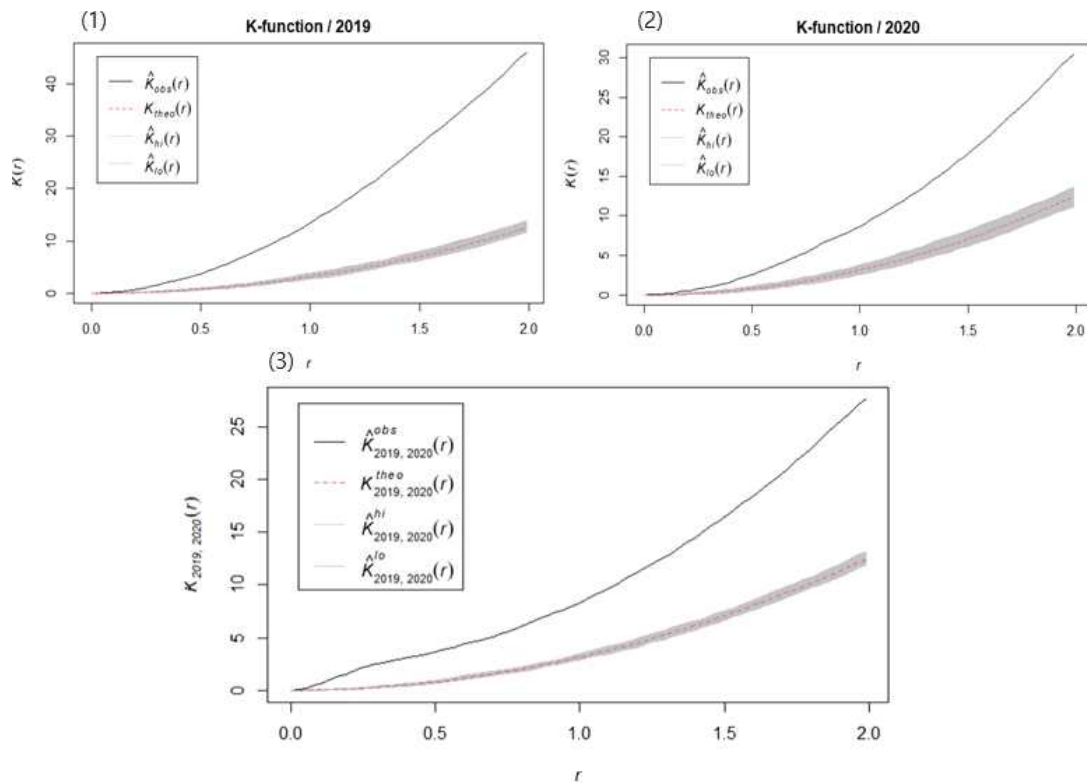 (1)
K-function / 2019
K̂obs(r)
Ktheo(r)
K̂hi(r)
K̂lo(r)
K(r)
0 10 20 30 40
0.0 0.5 1.0 1.5 2.0
r
(2)
K-function / 2020
K̂obs(r)
Ktheo(r)
K̂hi(r)
K̂lo(r)
K(r)
0 5 10 15 20 25 30
0.0 0.5 1.0 1.5 2.0
r
(3)
K̂obs2019, 2020(r)
Ktheo2019, 2020(r)
K̂hi2019, 2020(r)
K̂lo2019, 2020(r)
K2019, 2020(r)
0 5 10 15 20 25
0.0 0.5 1.0 1.5 2.0
r